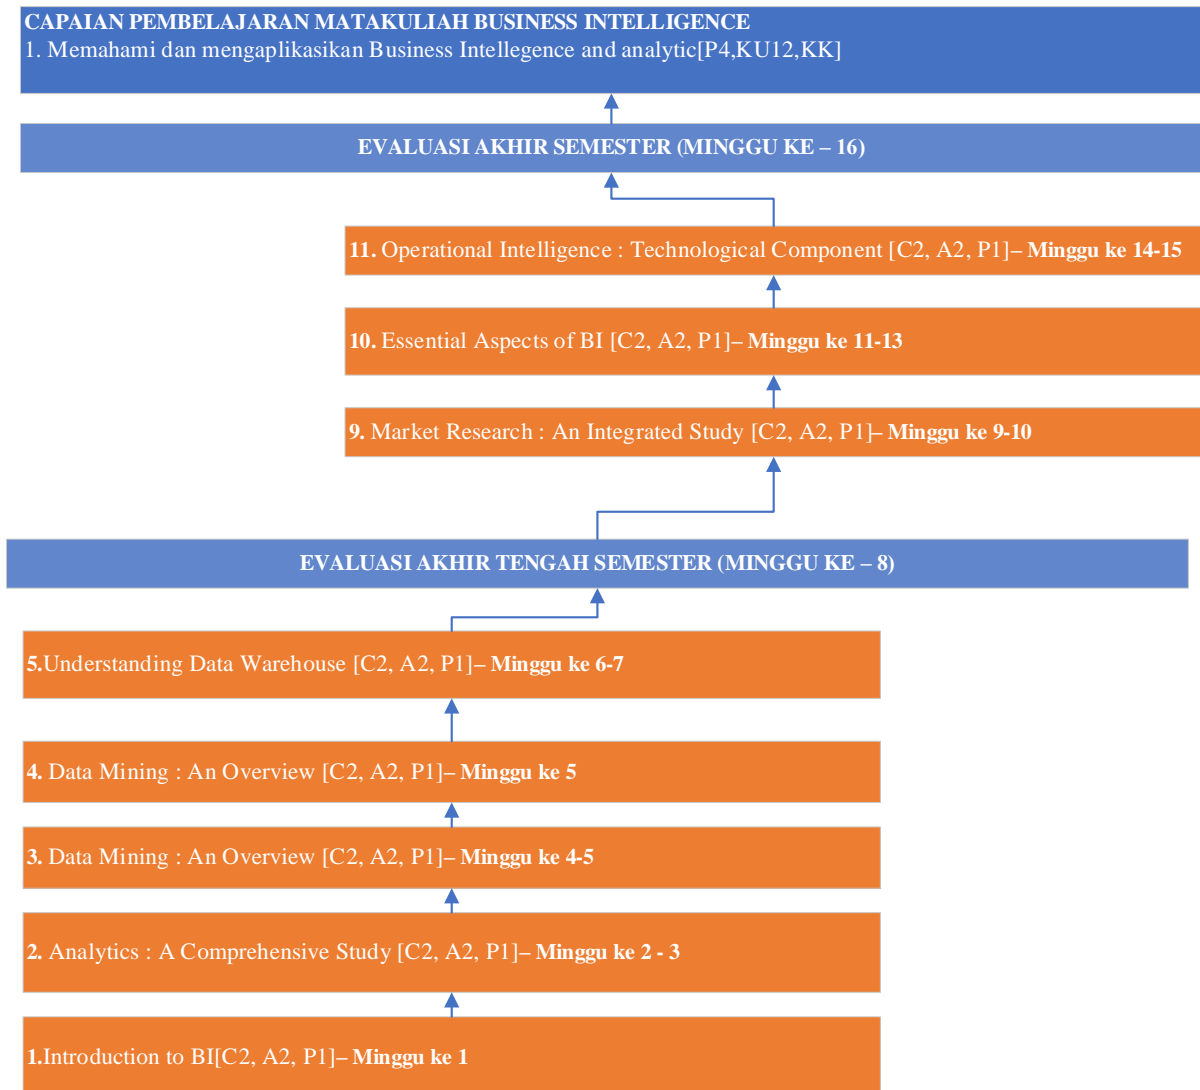 CAPAIAN PEMBELAJARAN MATAKULIAH BUSINESS INTELLIGENCE
1. Memahami dan mengaplikasikan Business Intellegence and analytic[P4,KU12,KK]
EVALUASI AKHIR SEMESTER (MINGGU KE – 16)
11. Operational Intelligence : Technological Component [C2, A2, P1]– Minggu ke 14-15
10. Essential Aspects of BI [C2, A2, P1]– Minggu ke 11-13
9. Market Research : An Integrated Study [C2, A2, P1]– Minggu ke 9-10
EVALUASI AKHIR TENGAH SEMESTER (MINGGU KE – 8)
5.Understanding Data Warehouse [C2, A2, P1]– Minggu ke 6-7
4. Data Mining : An Overview [C2, A2, P1]– Minggu ke 5
3. Data Mining : An Overview [C2, A2, P1]– Minggu ke 4-5
2. Analytics : A Comprehensive Study [C2, A2, P1]– Minggu ke 2 - 3
1.Introduction to BI[C2, A2, P1]– Minggu ke 1